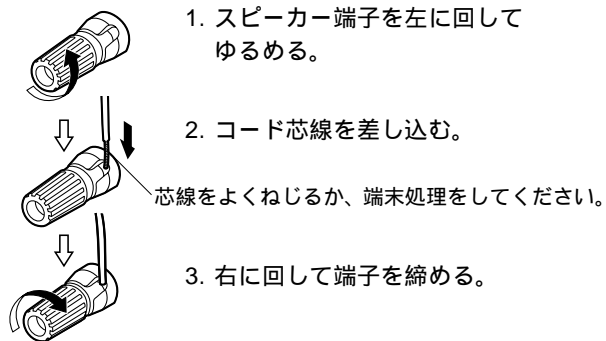 1. スピーカー端子を左に回して
ゆるめる。
2. コード芯線を差し込む。
芯線をよくねじるか、端末処理をしてください。
3. 右に回して端子を締める。